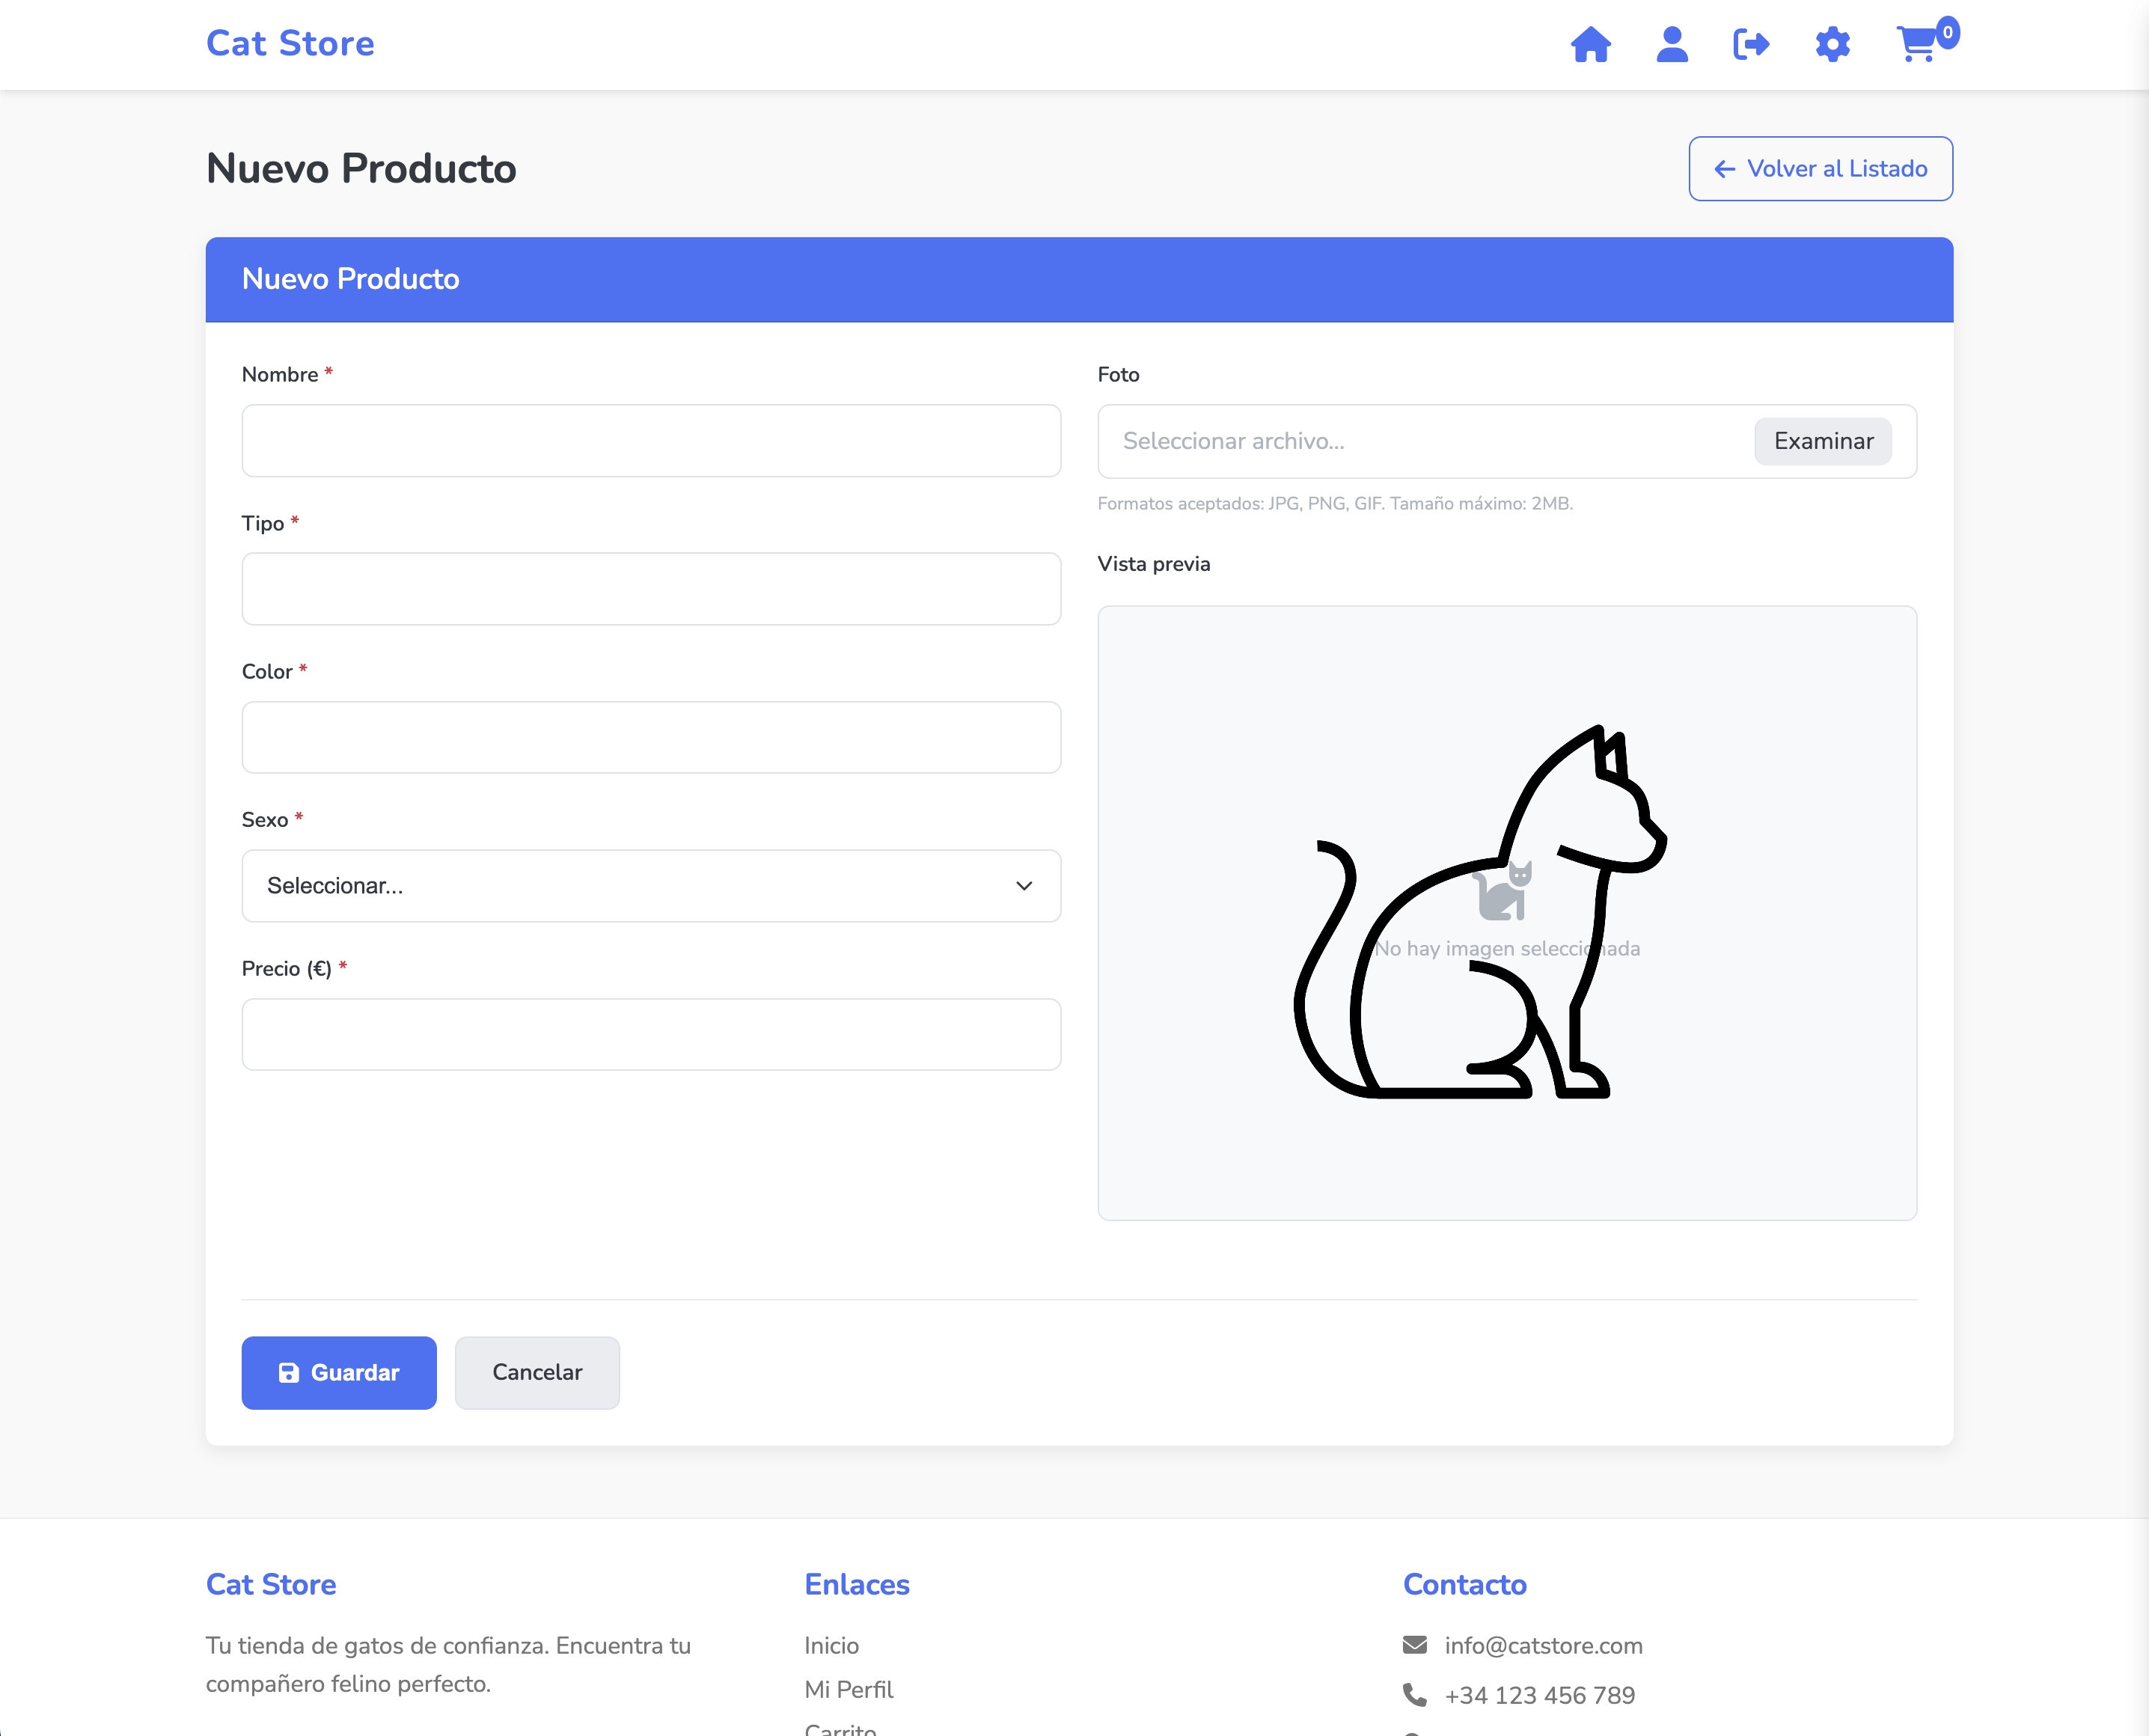 Cat Store
0
Nuevo Producto
Volver al Listado
Nuevo Producto
Nombre *
Tipo *
Color *
Sexo *
Seleccionar...
Precio (€) *
Foto
Seleccionar archivo...
Examinar
Formatos aceptados: JPG, PNG, GIF. Tamaño máximo: 2MB.
Vista previa
No hay imagen seleccionada
Guardar
Cancelar
Cat Store
Tu tienda de gatos de confianza. Encuentra tu
compañero felino perfecto.
Enlaces
Inicio
Mi Perfil
Carrito
Contacto
info@catstore.com
+34 123 456 789